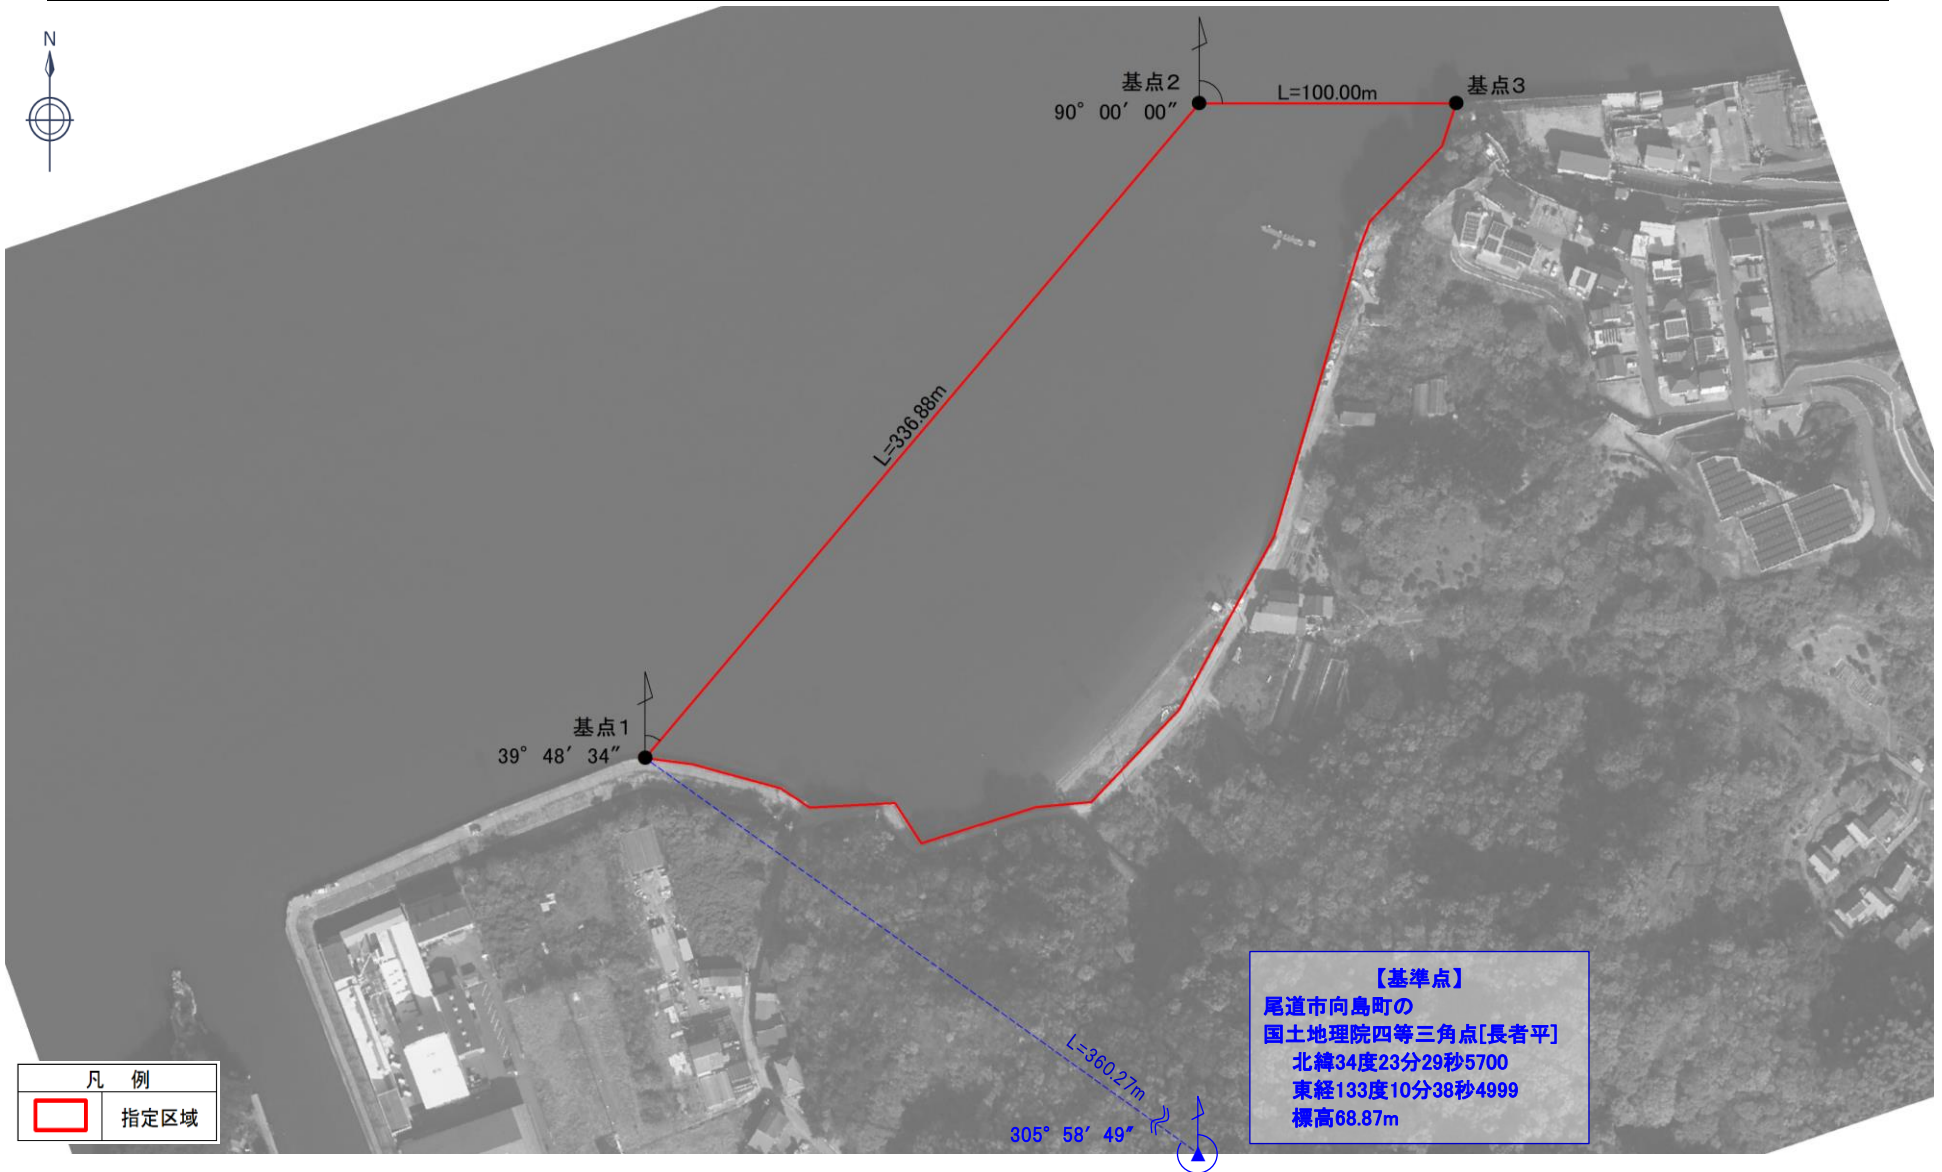 N
基点2
90° 00′ 00″
L=100.00m
基点3
L=336.88m
基点1
39° 48′ 34″
L=360.27m
305° 58′ 49″
【基準点】
尾道市向島町の
国土地理院四等三角点[長者平]
北緯34度23分29秒5700
東経133度10分38秒4999
標高68.87m
凡 例
指定区域